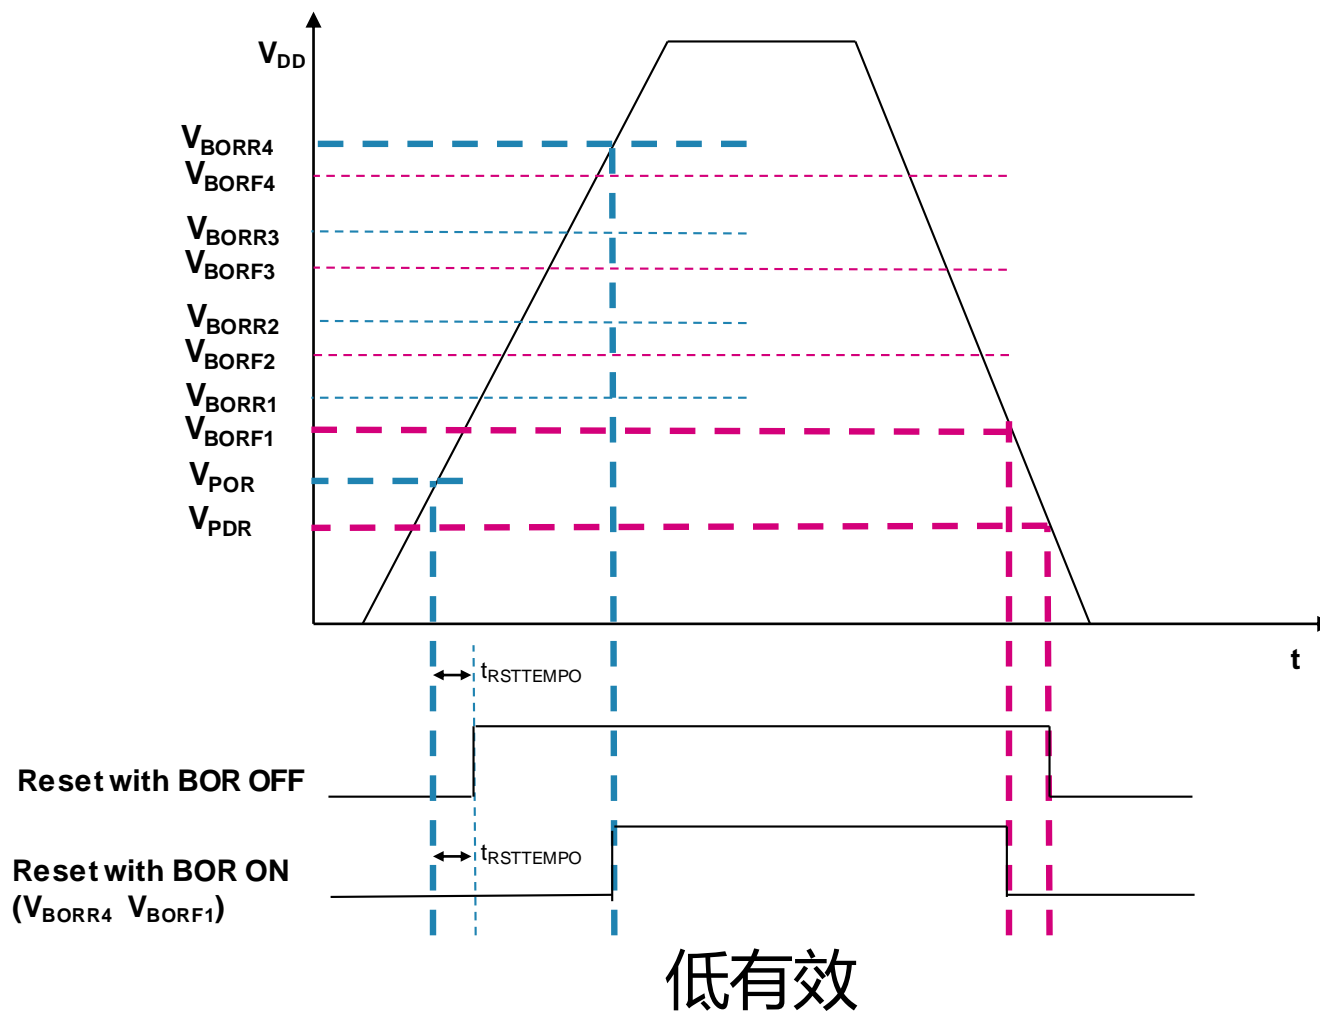 VDD
VBORR4
VBORF4
VBORR3
VBORF3
VBORR2
VBORF2
VBORR1
VBORF1
VPOR
VPDR
t
tRSTTEMPO
Reset with BOR OFF
tRSTTEMPO
Reset with BOR ON
(VBORR4 VBORF1)
低有效